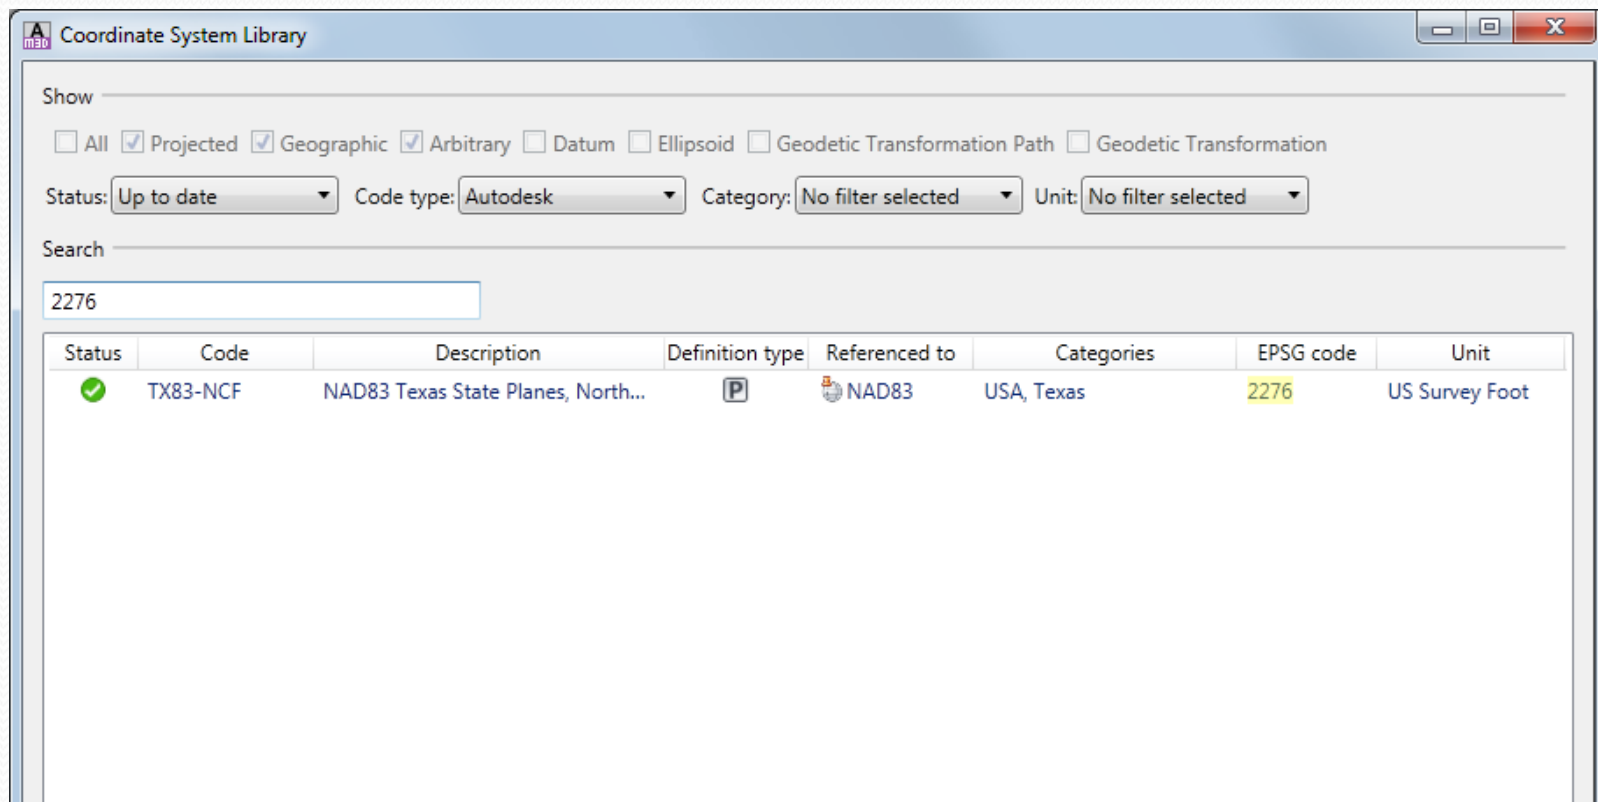 Coordinate System Library
Show
All Projected Geographic Arbitrary Datum Ellipsoid Geodetic Transformation Path Geodetic Transformation
Status: Up to date Code type: Autodesk Category: No filter selected Unit: No filter selected
Search
2276
Status Code Description Definition type Referenced to Categories EPSG code Unit
TX83-NCF NAD83 Texas State Planes, North... P NAD83 USA, Texas 2276 US Survey Foot